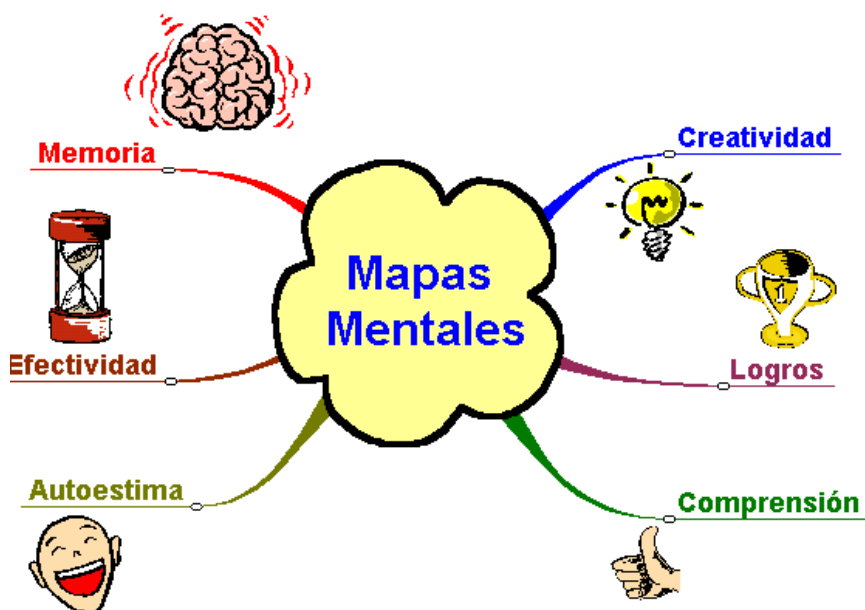 Memoria
Creatividad
Mapas
Mentales
1
Efectividad
Logros
Autoestima
Comprensión